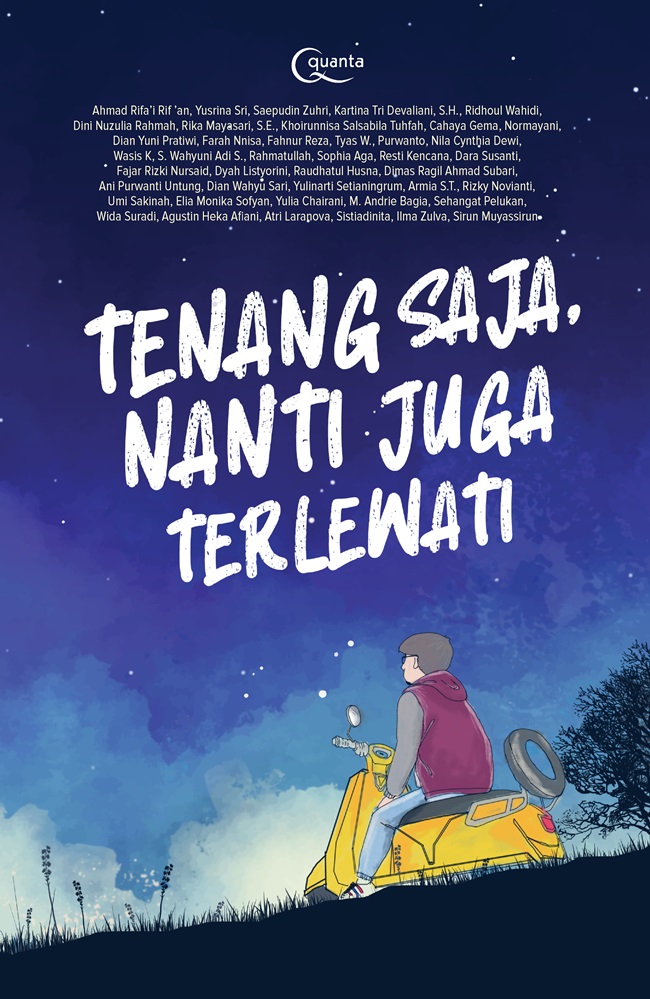 quanta
Ahmad Rifa'i Rif 'an, Yusrina Sri, Saepudin Zuhri, Kartina Tri Devaliani, S.H., Ridhoul Wahidi,
Dini Nuzulia Rahmah, Rika Mayasari, S.E., Khoirunnisa Salsabila Tuhfah, Cahaya Gema, Normayani,
Dian Yuni Pratiwi, Farah Nnisa, Fahnur Reza, Tyas W., Purwanto, Nila Cynthia Dewi,
Wasis K, S. Wahyuni Adi S., Rahmatullah, Sophia Aga, Resti Kencana, Dara Susanti,
Fajar Rizki Nursaid, Dyah Listyorini, Raudhatul Husna, Dimas Ragil Ahmad Subari,
Ani Purwanti Untung, Dian Wahyu Sari, Yulinarti Setianingrum, Armia S.T., Rizky Novianti,
Umi Sakinah, Elia Monika Sofyan, Yulia Chairani, M. Andrie Bagia, Sehangat Pelukan,
Wida Suradi, Agustin Heka Afiani, Atri Laranova, Sistiadinita, Ilma Zulva, Sirun Muyassirun
TENANG SAJA,
NANTI JUGA
TERLEWATI